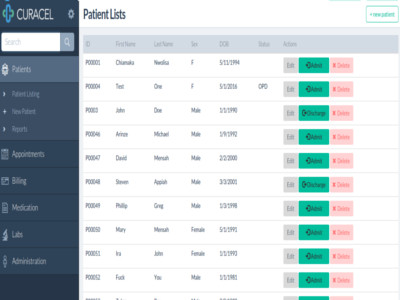 CURACEL
Patient Lists
+ new patient
Search
ID First Name Last Name Sex DOB Status Actions
Patients
Patient Listing
New Patient
Reports
Appointments
Billing
Medication
Labs
Administration
P00001 Chiamaka Nwolisa F 5/11/1994 Edit Admit Delete
P00004 Test One F 5/1/2016 OPD Edit Admit Delete
P0003 John Doe Male 1/1/1990 Edit Discharge Delete
P00046 Arinze Michael Male 1/9/1992 Edit Admit Delete
P00047 David Mensah Male 2/2/2000 Edit Admit Delete
P00048 Steven Appiah Male 3/3/2001 Edit Discharge Delete
P00049 Phillip Greg Male 1/3/1998 Edit Admit Delete
P00050 Mary Mensah Female 5/5/1991 Edit Admit Delete
P00051 Ira John Female 1/1/1993 Edit Admit Delete
P00052 Fuck You Male 1/1/1981 Edit Admit Delete